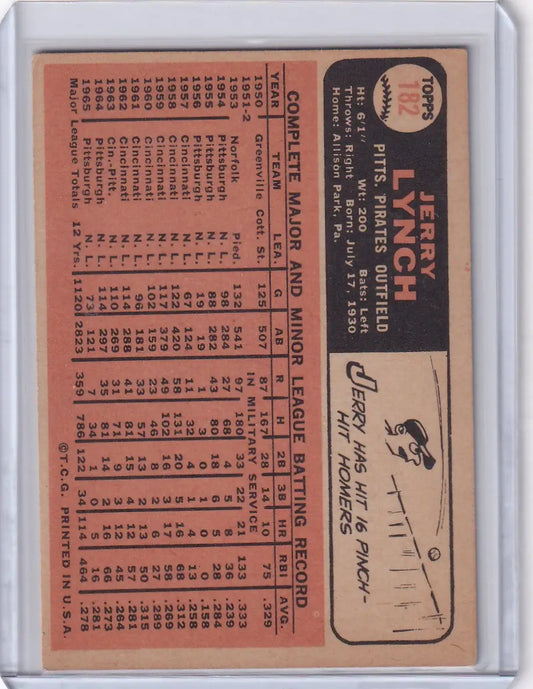 TOPPS
182
JERRY
LYNCH
PITTS. PIRATES OUTFIELD
Ht: 6'1" Wt: 200 Bats: Left
Throws: Right Born: July 17, 1930
Home: Allison Park, Pa.
JERRY HAS HIT 16 PINCH-
HIT HOMERS
COMPLETE MAJOR AND MINOR LEAGUE BATTING RECORD
YEAR TEAM LEA. G AB R H 2B 3B HR RBI AVG.
1950 Greenville Cott. St. 125 507 87 167 28 14 10 75 .329
1951-2 IN MILITARY SERVICE
1953 Norfolk Pied. 132 541 97 180 33 22 21 133 .333
1954 Pittsburgh N. L. 98 284 27 68 4 5 8 36 .239
1955 Pittsburgh N. L. 88 282 43 80 18 6 5 28 .284
1956 Pittsburgh N. L. 19 19 1 3 0 1 0 0 .158
1957 Cincinnati N. L. 67 124 11 32 4 1 4 13 .258
1958 Cincinnati N. L. 122 420 58 131 20 5 16 68 .312
1959 Cincinnati N. L. 117 379 49 102 16 3 17 58 .269
1960 Cincinnati N. L. 102 159 23 46 8 2 6 27 .289
1961 Cincinnati N. L. 96 181 33 57 13 2 13 50 .315
1962 Cincinnati N. L. 114 288 41 81 15 4 12 57 .281
1963 Cin.-Pitt. N. L. 110 269 31 71 9 3 12 45 .264
1964 Pittsburgh N. L. 114 297 35 81 14 2 16 66 .273
1965 Pittsburgh N. L. 73 121 7 34 1 0 5 16 .281
Major League Totals 12 Yrs. 1120 2823 359 786 122 34 114 464 .278
©T.C.G. PRINTED IN U.S.A.